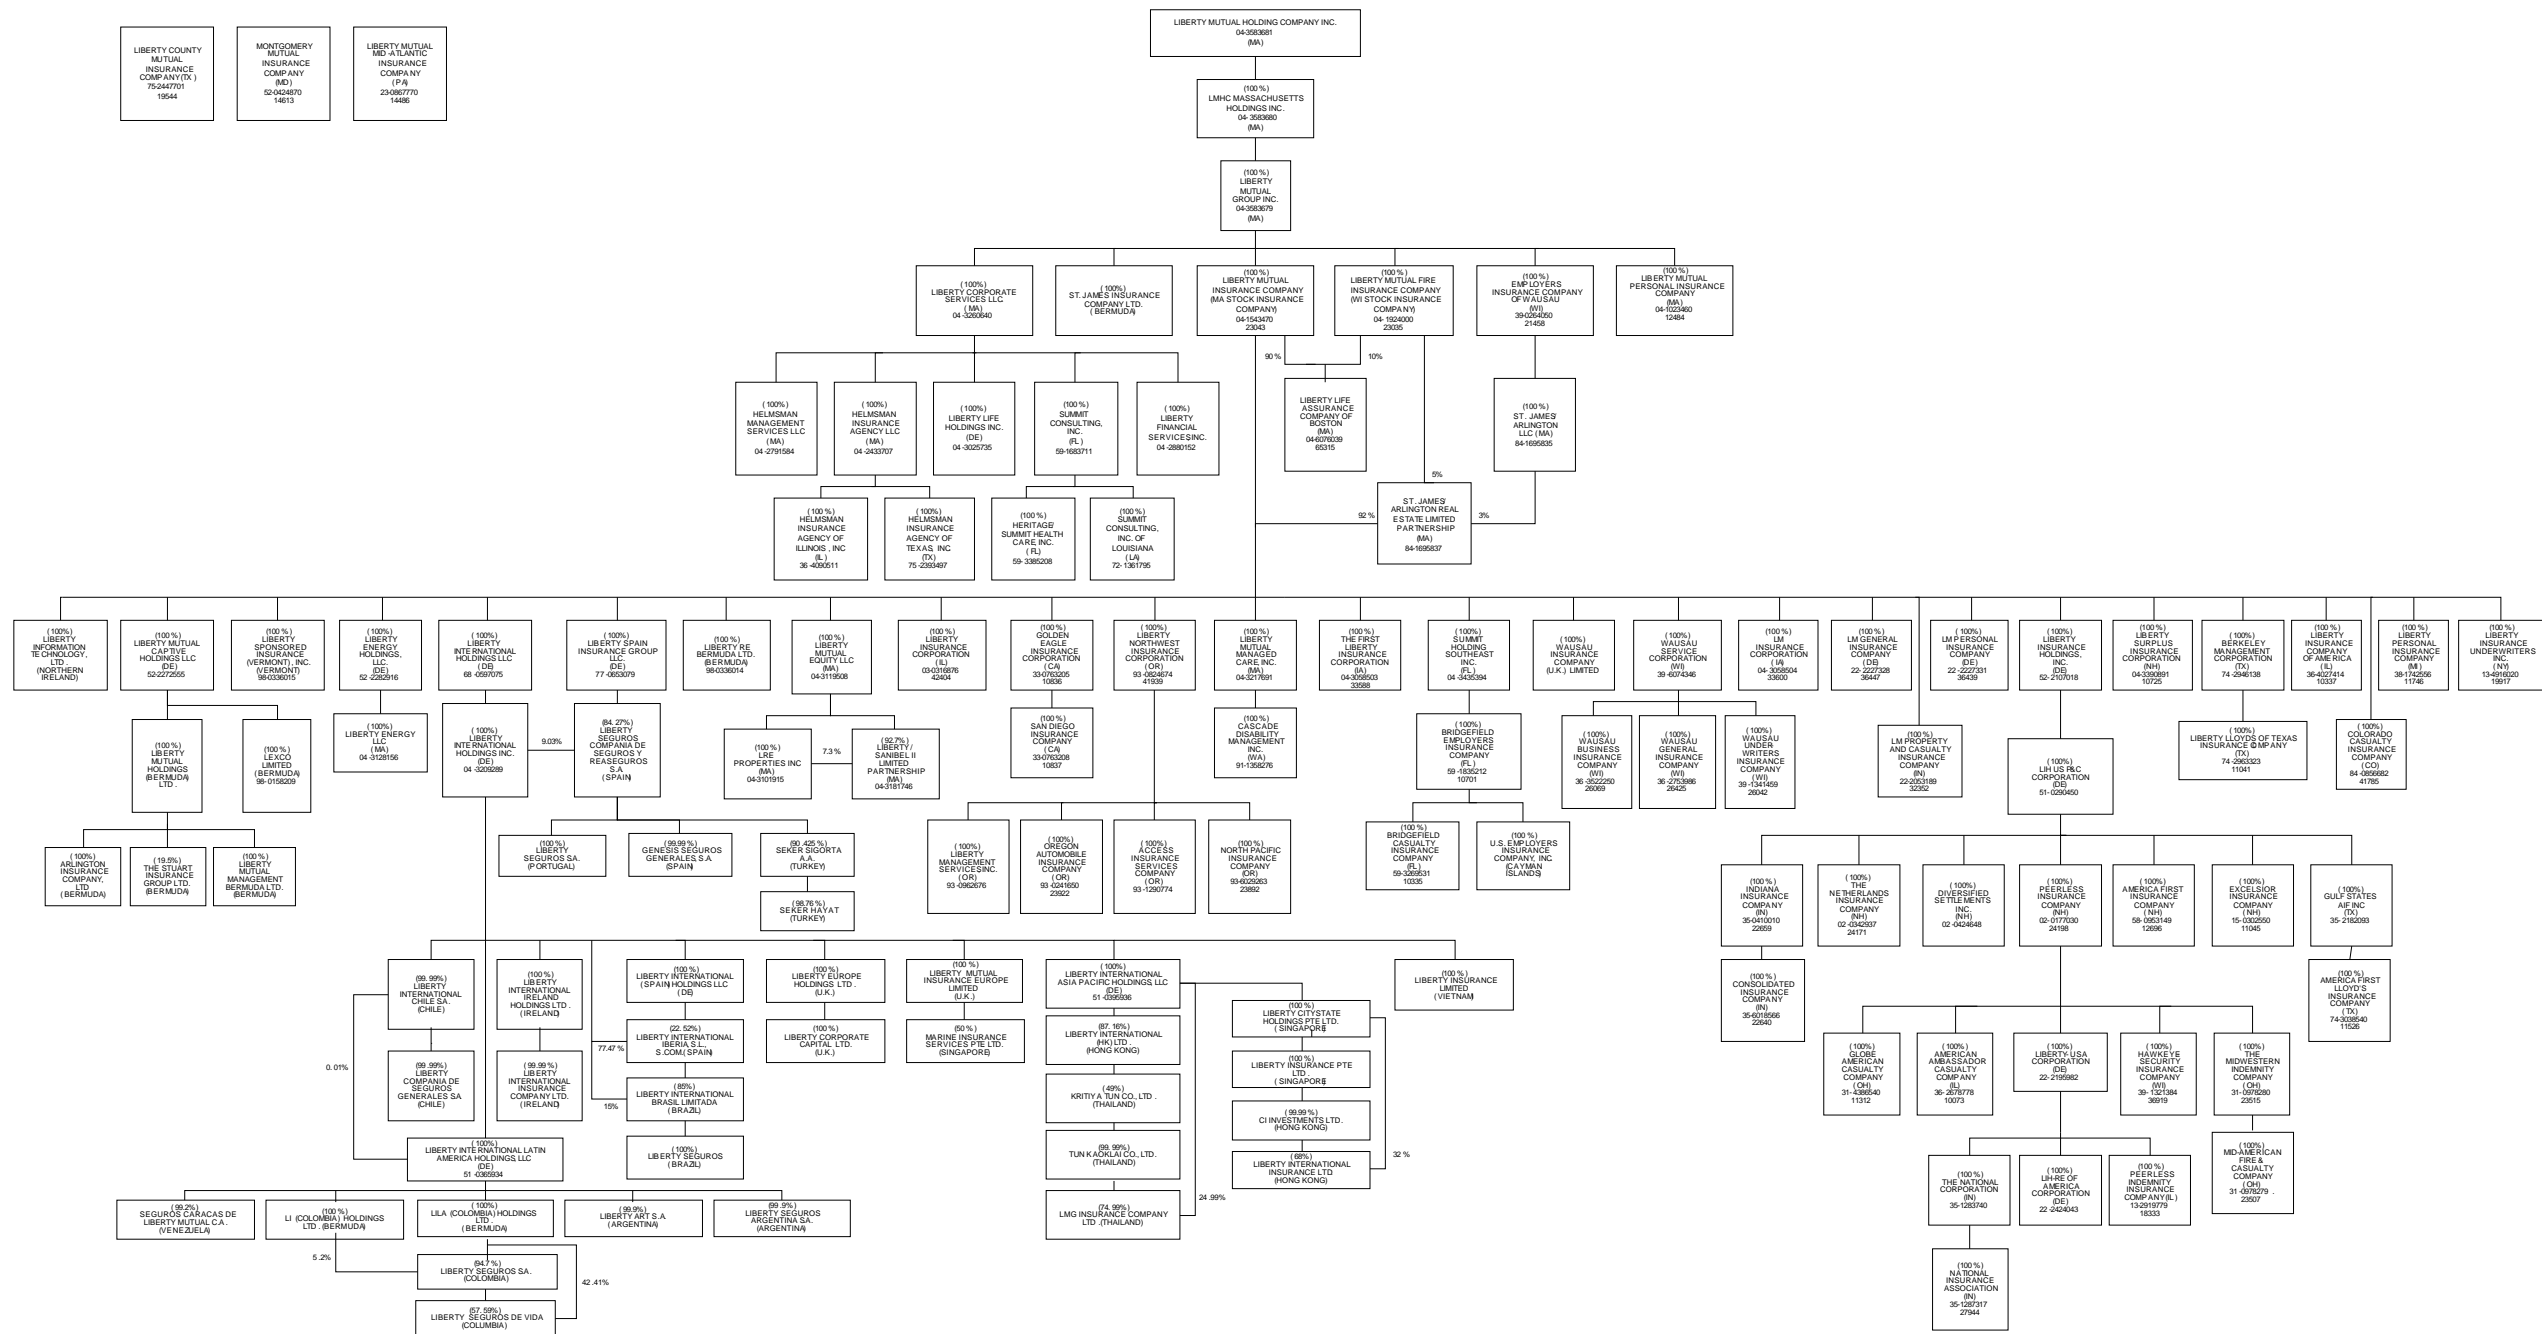 LIBERTY MUTUAL HOLDING COMPANY INC.
04-3583681
(MA)
LIBERTY COUNTY
MUTUAL
INSURANCE
COMPANY(TX )
75-2447701
19544
MONTGOMERY
MUTUAL
INSURANCE
COMPANY
(MD)
52-0424870
14613
LIBERTY MUTUAL
MID -ATLANTIC
INSURANCE
COMPANY
( PA)
23-0867770
14486
(100 %)
LMHC MASSACHUSETTS
HOLDINGS INC.
04- 3583680
(MA)
(100 %)
LIBERTY
MUTUAL
GROUP INC.
04-3583679
(MA)
( 100%)
LIBERTY CORPORATE
SERVICES LLC
( MA)
04 -3260640
( 100%)
ST. JAMES INSURANCE
COMPANY LTD.
( BERMUDA)
(100 %)
LIBERTY MUTUAL
INSURANCE COMPANY
(MA STOCK INSURANCE
COMPANY)
04-1543470
23043
(100 %)
LIBERTY MUTUAL FIRE
INSURANCE COMPANY
(WI STOCK INSURANCE
COMPANY)
04- 1924000
23035
(100 %)
EMPLOYERS
INSURANCE COMPANY
OF WAUSAU
(WI)
39-0264050
21458
(100 %)
LIBERTY MUTUAL
PERSONAL INSURANCE
COMPANY
(MA)
04-1023460
12484
90 %
10%
( 100%)
HELMSMAN
MANAGEMENT
SERVICES LLC
( MA)
04 -2791584
( 100%)
HELMSMAN
INSURANCE
AGENCY LLC
( MA)
04 -2433707
( 100%)
LIBERTY LIFE
HOLDINGS INC.
(DE)
04 -3025735
( 100%)
SUMMIT
CONSULTING,
INC.
(FL)
59-1683711
( 100%)
LIBERTY
FINANCIAL
SERVICES INC.
04 -2880152
LIBERTY LIFE
ASSURANCE
COMPANY OF
BOSTON
(MA)
04-6076039
65315
(100 %)
ST. JAMES/
ARLINGTON
LLC ( MA)
84-1695835
5%
( 100 %)
HELMSMAN
INSURANCE
AGENCY OF
ILLINOIS , INC
(IL )
36 -4090511
( 100%)
HELMSMAN
INSURANCE
AGENCY OF
TEXAS, INC
(TX)
75 -2393497
(100 %)
HERITAGE/
SUMMIT HEALTH
CARE, INC.
( FL)
59- 3385208
( 100 %)
SUMMIT
CONSULTING,
INC. OF
LOUISIANA
( LA)
72- 1361795
92 %
ST. JAMES/
ARLINGTON REAL
ESTATE LIMITED
PARTNERSHIP
(MA)
84-1695837
3%
(100%)
LIBERTY
INFORMATION
TECHNOLOGY,
LTD .
(NORTHERN
IRELAND)
(100 %)
LIBERTY MUTUAL
CAPTIVE
HOLDINGS LLC
(DE)
52-2272555
(100 %)
LIBERTY
SPONSORED
INSURANCE
(VERMONT) , INC.
(VERMONT)
98-0336015
(100%)
LIBERTY
ENERGY
HOLDINGS,
LLC.
(DE)
52 -2282916
(100%)
LIBERTY
INTERNATIONAL
HOLDINGS LLC
( DE)
68 -0597075
(100%)
LIBERTY SPAIN
INSURANCE GROUP
LLC.
(DE)
77 -0653079
(100 %)
LIBERTY RE
BERMUDA LTD.
(BERMUDA)
98-0336014
(100%)
LIBERTY
MUTUAL
EQUITY LLC
(MA)
04-3119508
(100 %)
LIBERTY
INSURANCE
CORPORATION
( IL)
03-0316876
42404
(100 %)
GOLDEN
EAGLE
INSURANCE
CORPORATION
( CA)
33-0763205
10836
(100 %)
LIBERTY
NORTHWEST
INSURANCE
CORPORATION
(OR)
93 -0824674
41939
(100 %)
LIBERTY
MUTUAL
MANAGED
CARE, INC.
(MA)
04-3217691
(100 %)
THE FIRST
LIBERTY
INSURANCE
CORPORATION
(IA)
04-3058503
33588
(100%)
SUMMIT
HOLDING
SOUTHEAST
INC.
(FL)
04 -3435394
(100%)
WAUSAU
INSURANCE
COMPANY
(U.K.) LIMITED
( 100%)
WAUSAU
SERVICE
CORPORATION
(WI)
39 -6074346
(100 %)
LM
INSURANCE
CORPORATION
( IA)
04- 3058504
33600
( 100%)
LM GENERAL
INSURANCE
COMPANY
( DE)
22- 2227328
36447
( 100%)
LM PERSONAL
INSURANCE
COMPANY
(DE)
22 -2227331
36439
( 100%)
LIBERTY
INSURANCE
HOLDINGS,
INC.
(DE)
52- 2107018
(100 %)
LIBERTY
SURPLUS
INSURANCE
CORPORATION
(NH)
04-3390891
10725
(100 %)
BERKELEY
MANAGEMENT
CORPORATION
(TX)
74 -2946138
(100 %)
LIBERTY
INSURANCE
COMPANY
OF AMERICA
(IL)
36-4027414
10337
(100 %)
LIBERTY
PERSONAL
INSURANCE
COMPANY
(MI)
38-1742556
11746
(100 %)
LIBERTY
INSURANCE
UNDERWRITERS
INC.
(NY)
13-4916020
19917
(100 %)
LIBERTY
MUTUAL
HOLDINGS
(BERMUDA)
LTD .
(100 %)
LEXCO
LIMITED
(BERMUDA)
98- 0158209
( 100%)
LIBERTY ENERGY
LLC
( MA)
04 -3128156
( 100%)
LIBERTY
INTERNATIONAL
HOLDINGS INC.
(DE)
04 -3209289
9.03%
(84. 27%)
LIBERTY
SEGUROS
COMPANIA DE
SEGUROS Y
REASEGUROS
S.A
( SPAIN)
(100 %)
LRE
PROPERTIES INC
(MA)
04-3101915
7.3 %
(92.7%)
LIBERTY /
SANIBEL II
LIMITED
PARTNERSHIP
(MA)
04-3181746
(100 %)
SAN DIEGO
INSURANCE
COMPANY
( CA)
33-0763208
10837
(100 %)
CASCADE
DISABILITY
MANAGEMENT
INC.
(WA)
91-1358276
(100%)
BRIDGEFIELD
EMPLOYERS
INSURANCE
COMPANY
(FL)
59 -1835212
10701
( 100%)
WAUSAU
BUSINESS
INSURANCE
COMPANY
(WI)
36 -3522250
26069
( 100%)
WAUSAU
GENERAL
INSURANCE
COMPANY
( WI)
36 -2753986
26425
(100%)
WAUSAU
UNDER-
WRITERS
INSURANCE
COMPANY
( WI)
39 -1341459
26042
(100 %)
LM PROPERTY
AND CASUALTY
INSURANCE
COMPANY
(IN)
22-2053189
32352
(100%)
LIH US P&C
CORPORATION
(DE)
51- 0290450
(100%)
LIBERTY LLOYDS OF TEXAS
INSURANCE COMPANY
(TX)
74 -2963323
11041
(100%)
COLORADO
CASUALTY
INSURANCE
COMPANY
(CO)
84 -0856682
41785
( 100%)
ARLINGTON
INSURANCE
COMPANY,
LTD
( BERMUDA)
(19.5%)
THE STUART
INSURANCE
GROUP LTD.
(BERMUDA)
(100 %)
LIBERTY
MUTUAL
MANAGEMENT
BERMUDA LTD.
(BERMUDA)
(100 %)
LIBERTY
SEGUROS SA.
(PORTUGAL)
(99.99 %)
GENESIS SEGUROS
GENERALES, S.A
(SPAIN)
(90 .425 %)
SEKER SIGORTA
A.A.
(TURKEY)
( 98.76 %)
SEKER HAYAT
(TURKEY)
(100%)
LIBERTY
MANAGEMENT
SERVICES INC.
( OR)
93 -0962676
(100%)
OREGON
AUTOMOBILE
INSURANCE
COMPANY
( OR)
93 -0241650
23922
(100 %)
ACCESS
INSURANCE
SERVICES
COMPANY
( OR)
93 -1290774
(100 %)
NORTH PACIFIC
INSURANCE
COMPANY
(OR)
93-6029263
23892
(100 %)
BRIDGEFIELD
CASUALTY
INSURANCE
COMPANY
(FL)
59-3269531
10335
(100 %)
U.S. EMPLOYERS
INSURANCE
COMPANY, INC.
(CAYMAN
ISLANDS)
(100 %)
INDIANA
INSURANCE
COMPANY
(IN)
35-0410010
22659
( 100%)
THE
NETHERLANDS
INSURANCE
COMPANY
(NH)
02 -0342937
24171
( 100%)
DIVERSIFIED
SETTLEMENTS
INC.
(NH)
02 -0424648
( 100%)
PEERLESS
INSURANCE
COMPANY
(NH)
02- 0177030
24198
( 100%)
AMERICA FIRST
INSURANCE
COMPANY
( NH)
58- 0953149
12696
( 100%)
EXCELSIOR
INSURANCE
COMPANY
( NH)
15-0302550
11045
(100%)
GULF STATES
AIF INC
(TX)
35- 2182093
(99. 99%)
LIBERTY
INTERNATIONAL
CHILE SA.
(CHILE)
(100 %)
LIBERTY
INTERNATIONAL
IRELAND
HOLDINGS LTD .
( IRELAND)
(100 %)
LIBERTY INTERNATIONAL
(SPAIN) HOLDINGS LLC
( DE)
(100 %)
LIBERTY EUROPE
HOLDINGS LTD .
(U.K.)
(100 %)
LIBERTY MUTUAL
INSURANCE EUROPE
LIMITED
(U.K.)
( 100%)
LIBERTY INTERNATIONAL
ASIA PACIFIC HOLDINGS, LLC
(DE)
51 -0395936
(100 %)
LIBERTY INSURANCE
LIMITED
( VIETNAM)
(100 %)
CONSOLIDATED
INSURANCE
COMPANY
(IN)
35-6018566
22640
(100 %)
AMERICA FIRST
LLOYD'S
INSURANCE
COMPANY
( TX)
74-3038540
11526
0. 01%
(99 .99%)
LIBERTY
COMPANIA DE
SEGUROS
GENERALES SA
(CHILE)
( 99.99 %)
LIBERTY
INTERNATIONAL
INSURANCE
COMPANY LTD.
( IRELAND)
77.47 %
(22. 52%)
LIBERTY INTERNATIONAL
IBERIA, S.L.,
S.COM.( SPAIN)
(100 %)
LIBERTY CORPORATE
CAPITAL LTD.
(U.K.)
(50 %)
MARINE INSURANCE
SERVICES PTE LTD.
(SINGAPORE)
(87. 16%)
LIBERTY INTERNATIONAL
(HK) LTD .
(HONG KONG)
(100 %)
LIBERTY CITYSTATE
HOLDINGS PTE LTD.
( SINGAPORE)
15%
(85%)
LIBERTY INTERNATIONAL
BRASIL LIMITADA
( BRAZIL)
(100%)
LIBERTY SEGUROS
( BRAZIL)
( 49%)
KRITIYA TUN CO., LTD .
(THAILAND)
(99. 99%)
TUN KAOKLAI CO., LTD.
(THAILAND)
(100 %)
LIBERTY INSURANCE PTE
LTD .
( SINGAPORE)
( 99.99 %)
CI INVESTMENTS LTD.
(HONG KONG)
( 68%)
LIBERTY INTERNATIONAL
INSURANCE LTD.
(HONG KONG)
32 %
24 .99%
(74. 99%)
LMG INSURANCE COMPANY
LTD .(THAILAND)
( 100%)
GLOBE
AMERICAN
CASUALTY
COMPANY
( OH)
31- 4386540
11312
( 100%)
AMERICAN
AMBASSADOR
CASUALTY
COMPANY
(IL)
36- 2678778
10073
( 100%)
LIBERTY- USA
CORPORATION
(DE)
22- 2195982
( 100%)
HAWKEYE
SECURITY
INSURANCE
COMPANY
(WI)
39- 1321384
36919
( 100%)
THE
MIDWESTERN
INDEMNITY
COMPANY
( OH)
31- 0978280
23515
( 100%)
LIBERTY INTERNATIONAL LATIN
AMERICA HOLDINGS, LLC
(DE)
51 -0365934
(100 %)
THE NATIONAL
CORPORATION
(IN)
35-1283740
(100%)
LIH-RE OF
AMERICA
CORPORATION
(DE)
22 -2424043
(100 %)
PEERLESS
INDEMNITY
INSURANCE
COMPANY(IL)
13-2919779
18333
(100%)
MID-AMERICAN
FIRE &
CASUALTY
COMPANY
( OH)
31 -0978279 .
23507
( 99.2%)
SEGUROS CARACAS DE
LIBERTY MUTUAL C.A .
(VENEZUELA)
(100 %)
LI (COLOMBIA) HOLDINGS
LTD . (BERMUDA)
( 100%)
LILA (COLOMBIA) HOLDINGS
LTD .
( BERMUDA)
( 99.9%)
LIBERTY ART S.A.
( ARGENTINA)
(99 .9%)
LIBERTY SEGUROS
ARGENTINA SA.
(ARGENTINA)
5 .2%
(94.7 %)
LIBERTY SEGUROS SA.
(COLOMBIA)
42 .41%
(57. 59%)
LIBERTY SEGUROS DE VIDA
(COLUMBIA)
(100 %)
NATIONAL
INSURANCE
ASSOCIATION
(IN)
35-1287317
27944